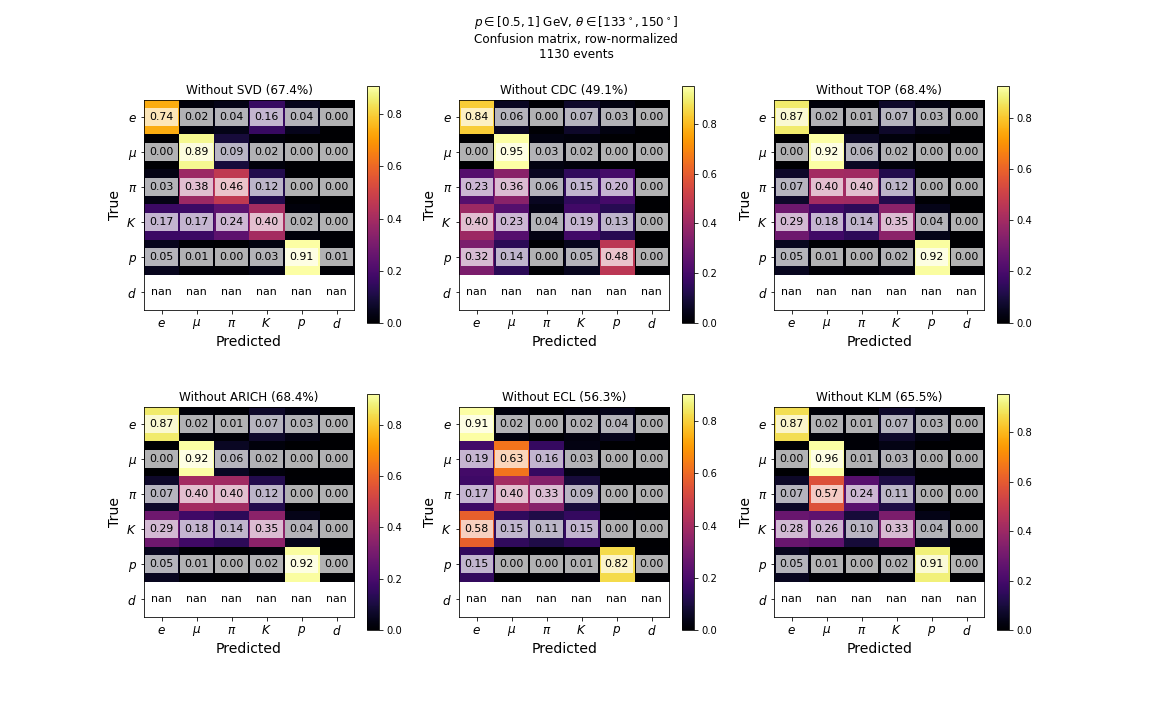 p ∈ [0.5, 1] GeV, θ ∈ [133°, 150°]
Confusion matrix, row-normalized
1130 events
Without SVD (67.4%)
True
e 0.74 0.02 0.04 0.16 0.04 0.00
μ 0.00 0.89 0.09 0.02 0.00 0.00
π 0.03 0.38 0.46 0.12 0.00 0.00
K 0.17 0.17 0.24 0.40 0.02 0.00
p 0.05 0.01 0.00 0.03 0.91 0.01
d nan nan nan nan nan nan
e μ π K p d
Predicted
0.8
0.6
0.4
0.2
0.0
Without CDC (49.1%)
True
e 0.84 0.06 0.00 0.07 0.03 0.00
μ 0.00 0.95 0.03 0.02 0.00 0.00
π 0.23 0.36 0.06 0.15 0.20 0.00
K 0.40 0.23 0.04 0.19 0.13 0.00
p 0.32 0.14 0.00 0.05 0.48 0.00
d nan nan nan nan nan nan
e μ π K p d
Predicted
0.8
0.6
0.4
0.2
0.0
Without TOP (68.4%)
True
e 0.87 0.02 0.01 0.07 0.03 0.00
μ 0.00 0.92 0.06 0.02 0.00 0.00
π 0.07 0.40 0.40 0.12 0.00 0.00
K 0.29 0.18 0.14 0.35 0.04 0.00
p 0.05 0.01 0.00 0.02 0.92 0.00
d nan nan nan nan nan nan
e μ π K p d
Predicted
0.8
0.6
0.4
0.2
0.0
Without ARICH (68.4%)
True
e 0.87 0.02 0.01 0.07 0.03 0.00
μ 0.00 0.92 0.06 0.02 0.00 0.00
π 0.07 0.40 0.40 0.12 0.00 0.00
K 0.29 0.18 0.14 0.35 0.04 0.00
p 0.05 0.01 0.00 0.02 0.92 0.00
d nan nan nan nan nan nan
e μ π K p d
Predicted
0.8
0.6
0.4
0.2
0.0
Without ECL (56.3%)
True
e 0.91 0.02 0.00 0.02 0.04 0.00
μ 0.19 0.63 0.16 0.03 0.00 0.00
π 0.17 0.40 0.33 0.09 0.00 0.00
K 0.58 0.15 0.11 0.15 0.00 0.00
p 0.15 0.00 0.00 0.01 0.82 0.00
d nan nan nan nan nan nan
e μ π K p d
Predicted
0.8
0.6
0.4
0.2
0.0
Without KLM (65.5%)
True
e 0.87 0.02 0.01 0.07 0.03 0.00
μ 0.00 0.96 0.01 0.03 0.00 0.00
π 0.07 0.57 0.24 0.11 0.00 0.00
K 0.28 0.26 0.10 0.33 0.04 0.00
p 0.05 0.01 0.00 0.02 0.91 0.00
d nan nan nan nan nan nan
e μ π K p d
Predicted
0.8
0.6
0.4
0.2
0.0